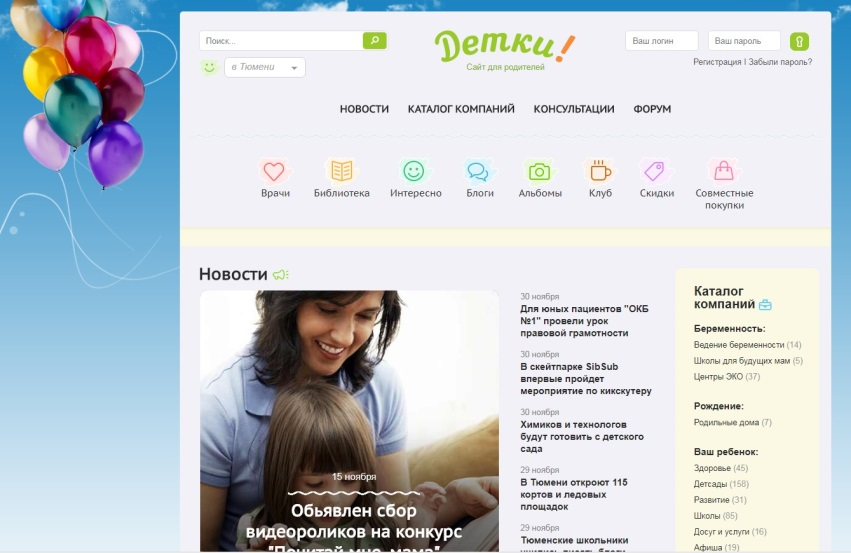 Поиск...
Детки!
Сайт для родителей
Ваш логин
Ваш пароль
в Тюмени
Регистрация | Забыли пароль?
НОВОСТИ
КАТАЛОГ КОМПАНИЙ
КОНСУЛЬТАЦИИ
ФОРУМ
Врачи
Библиотека
Интересно
Блоги
Альбомы
Клуб
Скидки
Совместные
покупки
Новости
15 ноября
Объявлен сбор
видеороликов на конкурс
"Почитай мне, мама"
30 ноября
Для юных пациентов "ОКБ
№1" провели урок
правовой грамотности
30 ноября
В скейтпарке SibSub
впервые пройдет
мероприятие по кикскутеру
30 ноября
Химиков и технологов
будут готовить с детского
сада
29 ноября
В Тюмени откроют 115
кортов и ледовых
площадок
29 ноября
Тюменские школьники
Каталог
компаний
Беременность:
Ведение беременности (14)
Школы для будущих мам (5)
Центры ЭКО (37)
Рождение:
Родильные дома (7)
Ваш ребенок:
Здоровье (45)
Детсады (158)
Развитие (31)
Школы (85)
Досуг и услуги (16)
Афиша (19)